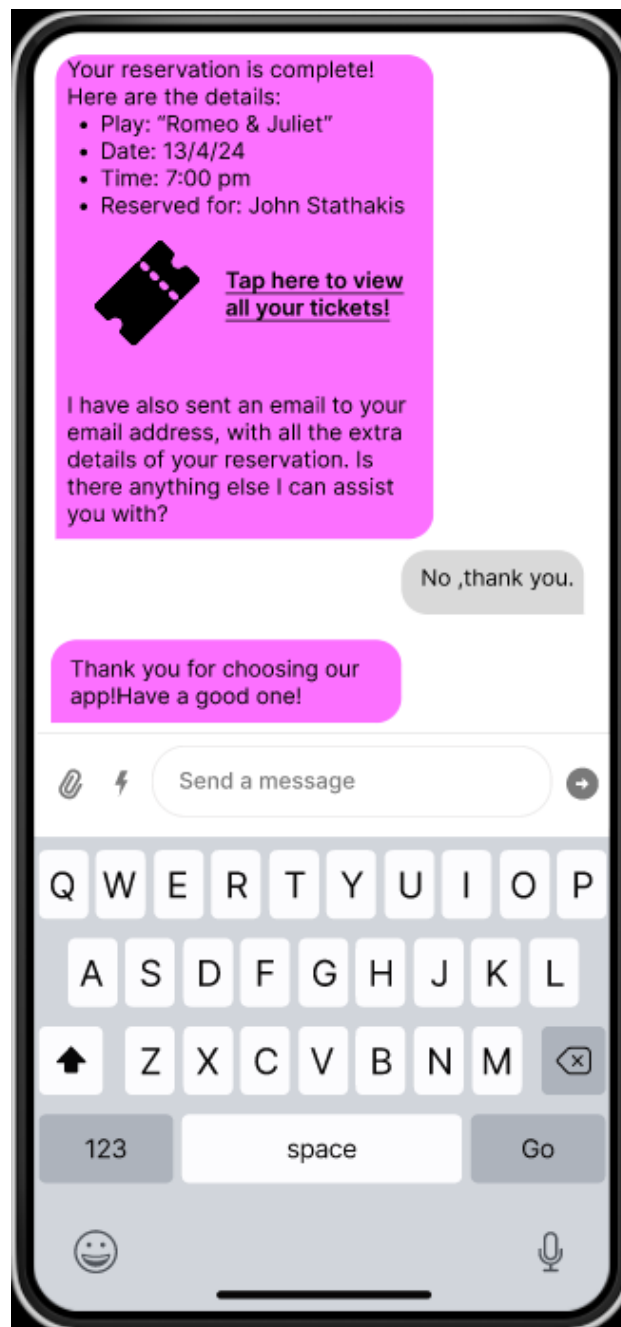 Your reservation is complete!
Here are the details:
• Play: “Romeo & Juliet”
• Date: 13/4/24
• Time: 7:00 pm
• Reserved for: John Stathakis
Tap here to view
all your tickets!
I have also sent an email to your
email address, with all the extra
details of your reservation. Is
there anything else I can assist
you with?
No ,thank you.
Thank you for choosing our
app!Have a good one!
Send a message
Q W E R T Y U I O P
A S D F G H J K L
Z X C V B N M
123 space Go